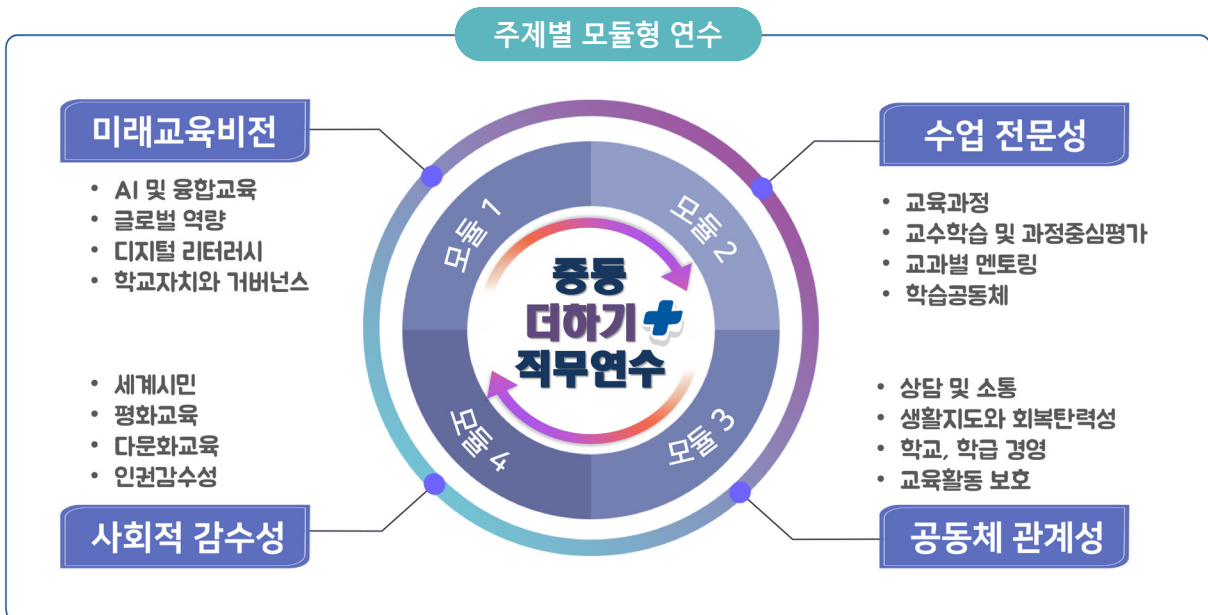 주제별 모듈형 연수
미래교육비전
• AI 및 융합교육
• 글로벌 역량
• 디지털 리터러시
• 학교자치와 거버넌스
수업 전문성
• 교육과정
• 교수학습 및 과정중심평가
• 교과별 멘토링
• 학습공동체
모듈 1
모듈 2
중등
더하기+
직무연수
모듈 4
모듈 3
• 세계시민
• 평화교육
• 다문화교육
• 인권감수성
사회적 감수성
• 상담 및 소통
• 생활지도와 회복탄력성
• 학교, 학급 경영
• 교육활동 보호
공동체 관계성